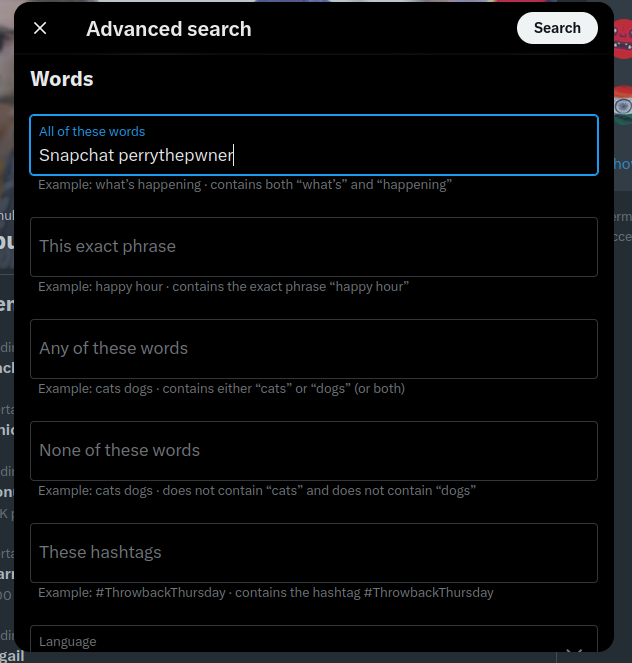 Advanced search
Search
Words
All of these words
Snapchat perrythepwner
Example: what’s happening · contains both “what’s” and “happening”
This exact phrase
Example: happy hour · contains the exact phrase “happy hour”
Any of these words
Example: cats dogs · contains either “cats” or “dogs” (or both)
None of these words
Example: cats dogs · does not contain “cats” and does not contain “dogs”
These hashtags
Example: #ThrowbackThursday · contains the hashtag #ThrowbackThursday
Language